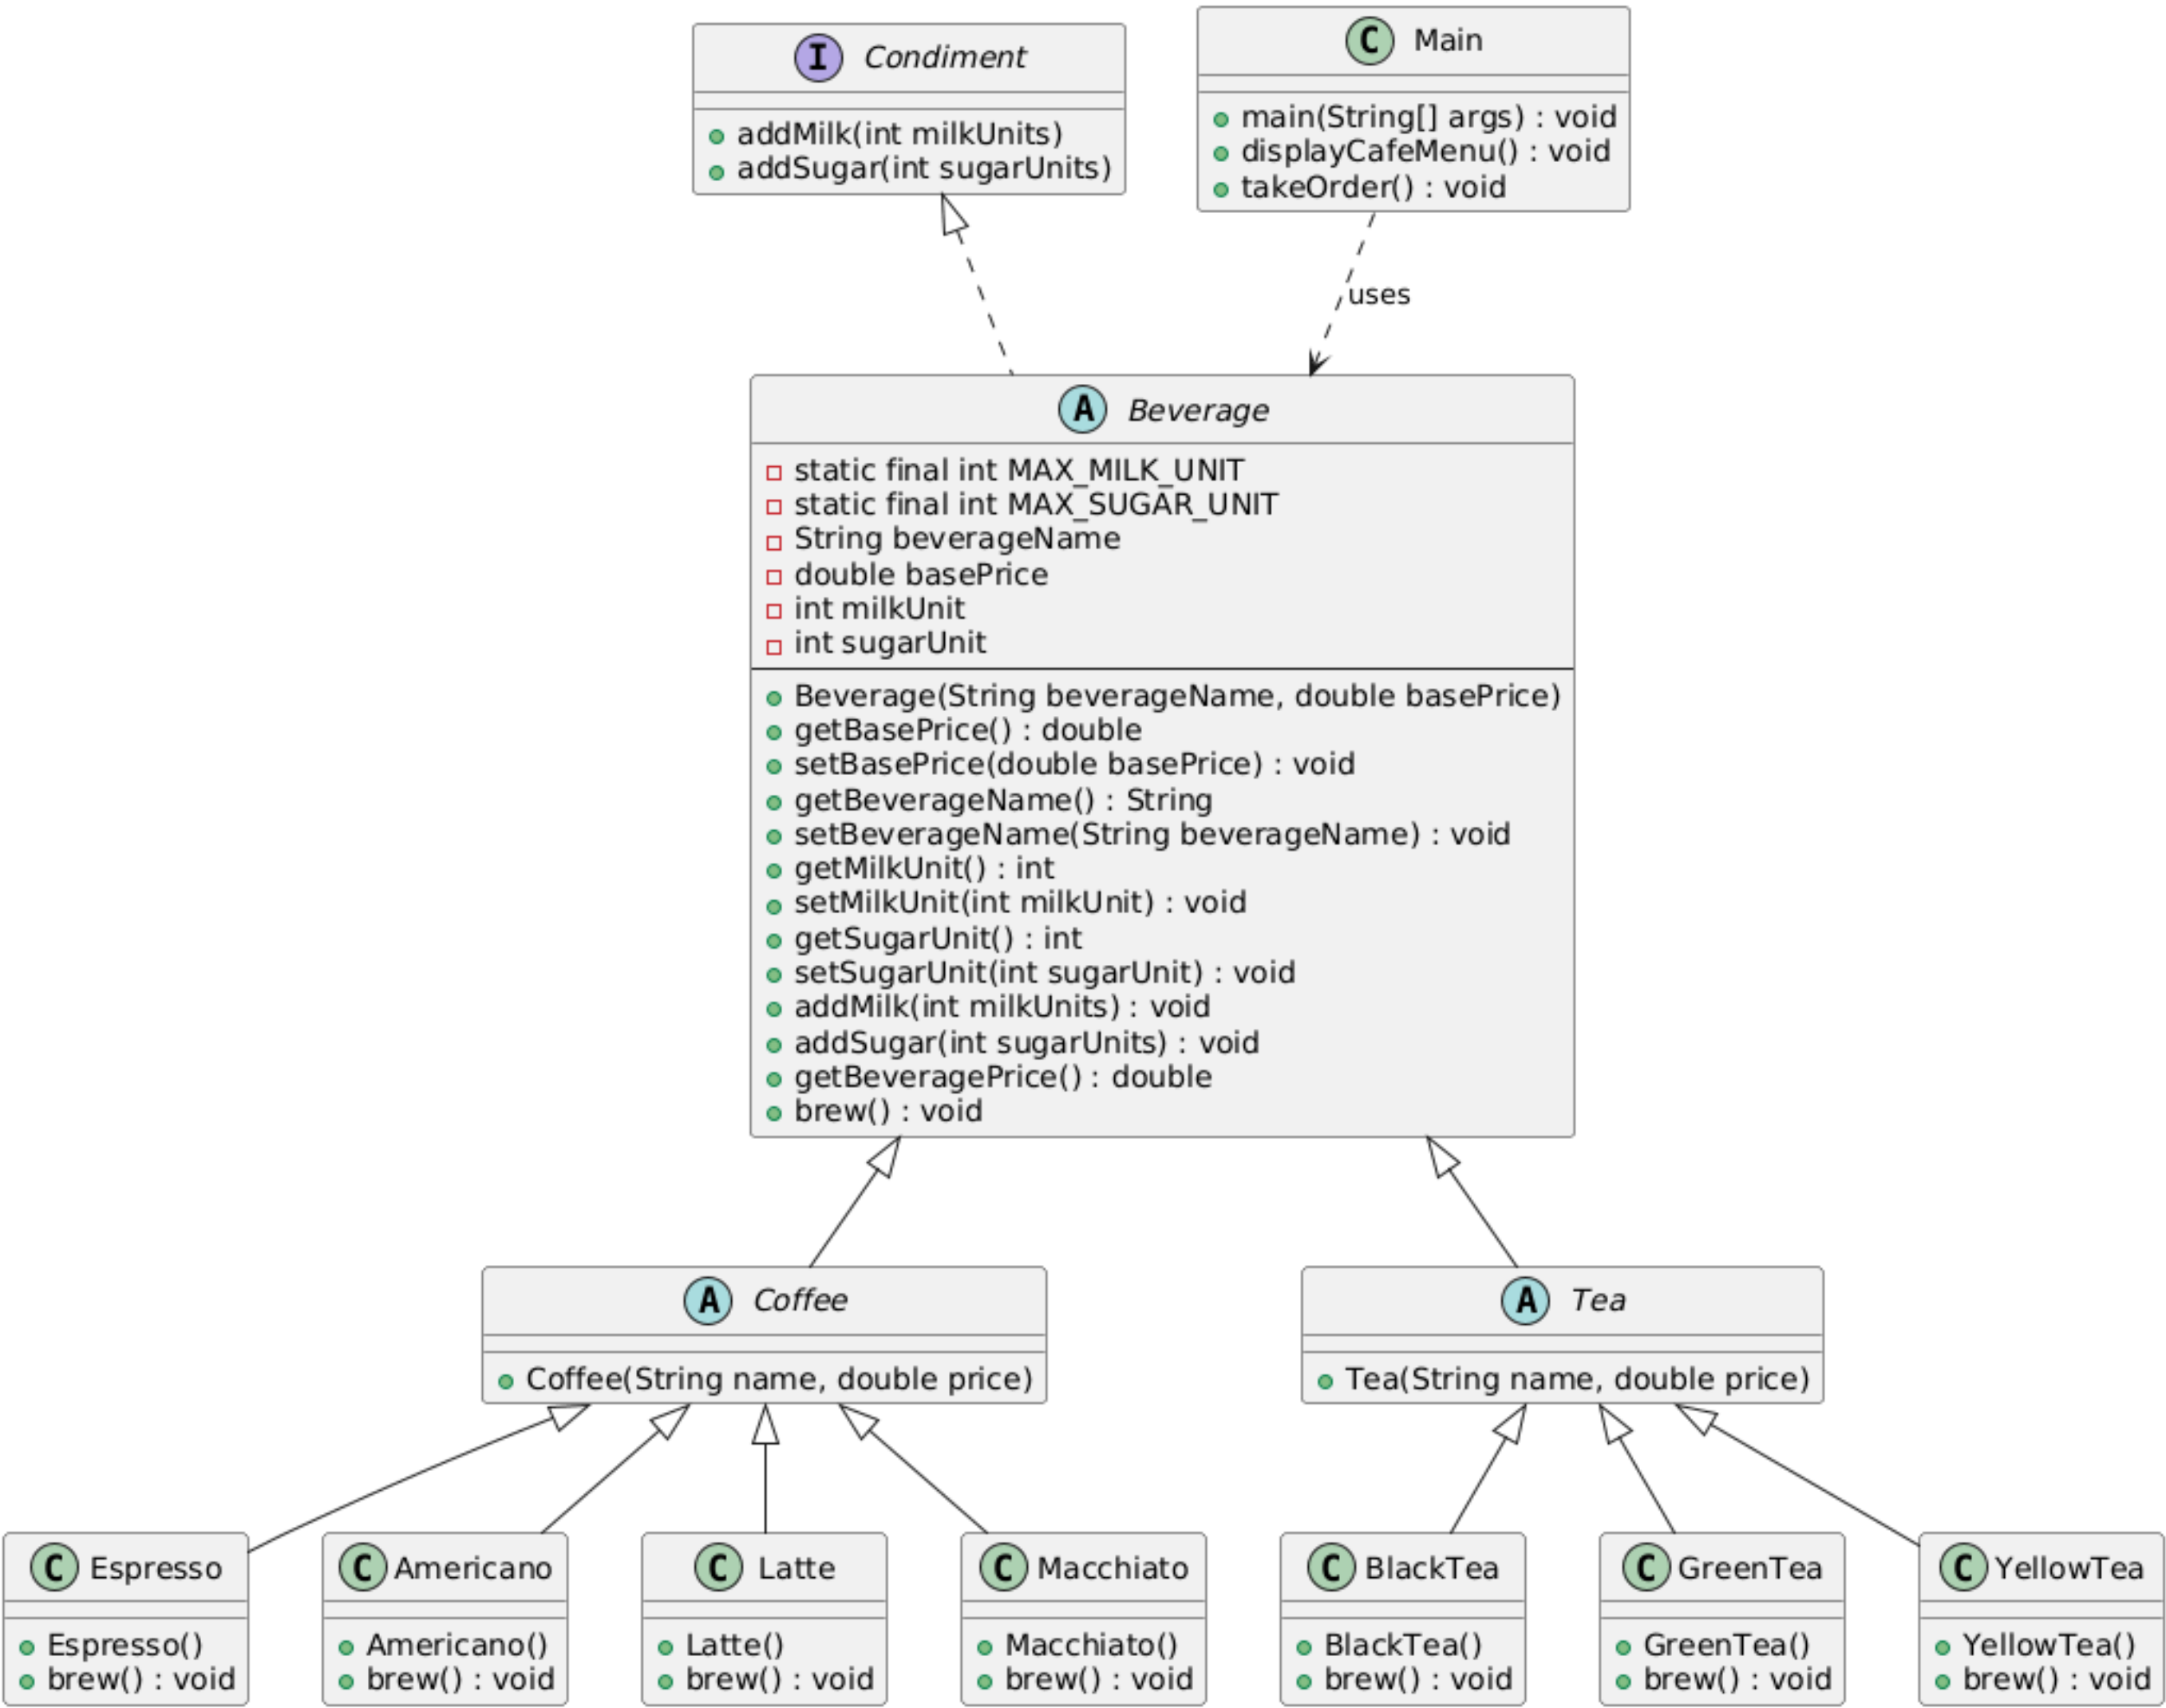 I Condiment
addMilk(int milkUnits)
addSugar(int sugarUnits)
C Main
main(String[] args) : void
displayCafeMenu() : void
takeOrder() : void
uses
A Beverage
static final int MAX_MILK_UNIT
static final int MAX_SUGAR_UNIT
String beverageName
double basePrice
int milkUnit
int sugarUnit
Beverage(String beverageName, double basePrice)
getBasePrice() : double
setBasePrice(double basePrice) : void
getBeverageName() : String
setBeverageName(String beverageName) : void
getMilkUnit() : int
setMilkUnit(int milkUnit) : void
getSugarUnit() : int
setSugarUnit(int sugarUnit) : void
addMilk(int milkUnits) : void
addSugar(int sugarUnits) : void
getBeveragePrice() : double
brew() : void
A Coffee
Coffee(String name, double price)
A Tea
Tea(String name, double price)
C Espresso
Espresso()
brew() : void
C Americano
Americano()
brew() : void
C Latte
Latte()
brew() : void
C Macchiato
Macchiato()
brew() : void
C BlackTea
BlackTea()
brew() : void
C GreenTea
GreenTea()
brew() : void
C YellowTea
YellowTea()
brew() : void